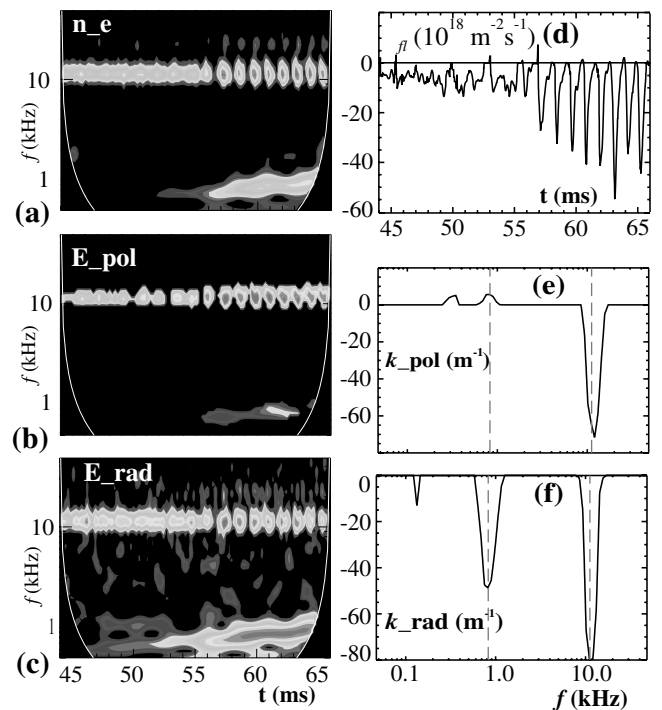 n_e
10
f (kHz)
1
(a)
E_pol
10
f (kHz)
1
(b)
E_rad
10
f (kHz)
1
(c)
45 50 55 60 65
t (ms)
fl (10^18 m^-2 s^-1) (d)
0
-20
-40
t (ms)
-60
45 50 55 60 65
(e)
0
-20
k_pol (m^-1)
-40
-60
(f)
0
-20
-40
k_rad (m^-1)
-60
-80
0.1 1.0 10.0
f (kHz)